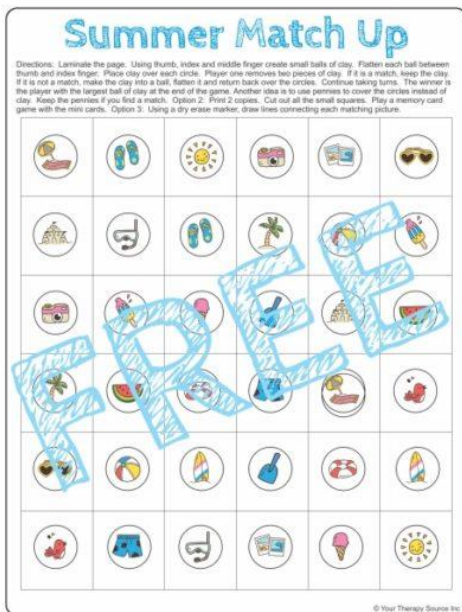 Summer Match Up
Directions: Laminate the page. Using thumb, index and middle finger create small balls of clay. Flatten each ball between
thumb and index finger. Place clay over each circle. Player one removes two pieces of clay. If it is a match, keep the clay.
If it is not a match, make the clay into a ball, flatten it and return back over the circles. Continue taking turns. The winner is
the player with the largest ball of clay at the end of the game. Another idea is to use pennies to cover the circles instead of
clay. Keep the pennies if you find a match. Option 2: Print 2 copies. Cut out all the small squares. Play a memory card
game with the mini cards. Option 3: Using a dry erase marker, draw lines connecting each matching picture.
FREE
© Your Therapy Source Inc